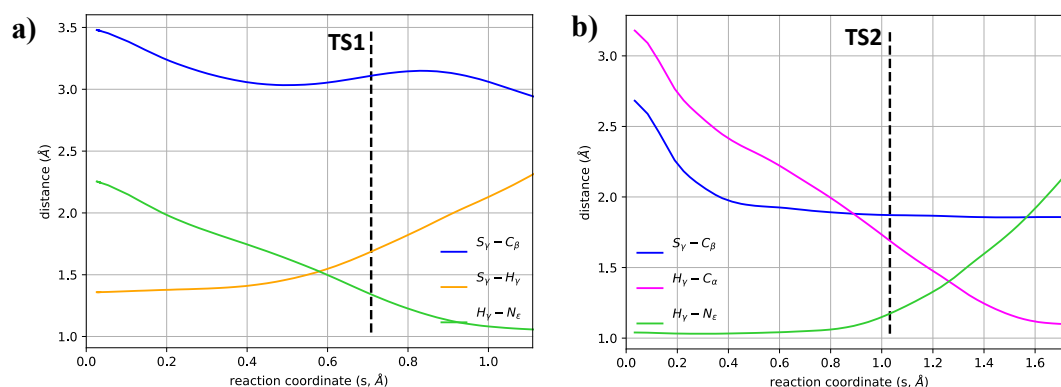 a)
TS1
3.5
3.0
2.5
2.0
1.5
1.0
distance (Å)
Sγ − Cβ
Sγ − Hγ
Hγ − Nε
0.0 0.2 0.4 0.6 0.8 1.0
reaction coordinate (s, Å)
b)
TS2
3.0
2.5
2.0
1.5
1.0
distance (Å)
Sγ − Cβ
Hγ − Cα
Hγ − Nε
0.0 0.2 0.4 0.6 0.8 1.0 1.2 1.4 1.6
reaction coordinate (s, Å)